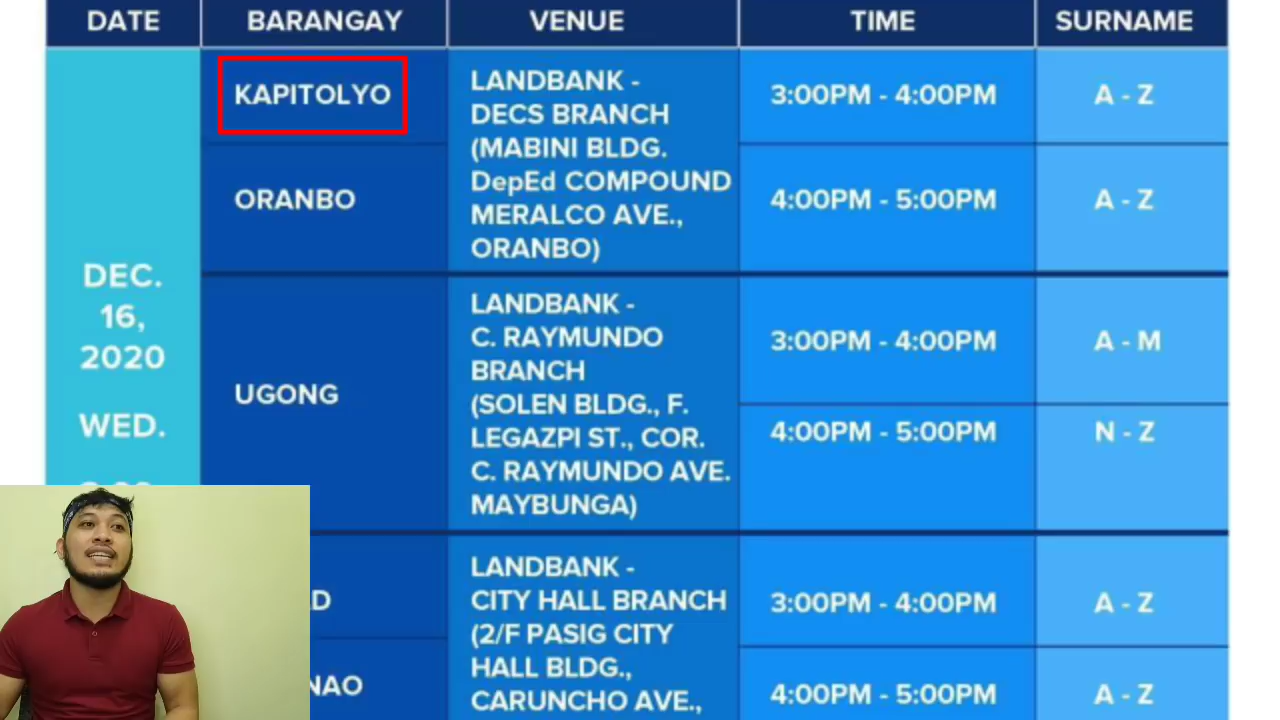 DATE BARANGAY VENUE TIME SURNAME
KAPITOLYO
LANDBANK -
DECS BRANCH
(MABINI BLDG.
DepEd COMPOUND
MERALCO AVE.,
ORANBO)
3:00PM - 4:00PM
A - Z
ORANBO
4:00PM - 5:00PM
A - Z
DEC.
16,
2020
WED.
UGONG
LANDBANK -
C. RAYMUNDO
BRANCH
(SOLEN BLDG., F.
LEGAZPI ST., COR.
C. RAYMUNDO AVE.
MAYBUNGA)
3:00PM - 4:00PM
A - M
4:00PM - 5:00PM
N - Z
LANDBANK -
CITY HALL BRANCH
(2/F PASIG CITY
HALL BLDG.,
CARUNCHO AVE.,
3:00PM - 4:00PM
A - Z
4:00PM - 5:00PM
A - Z